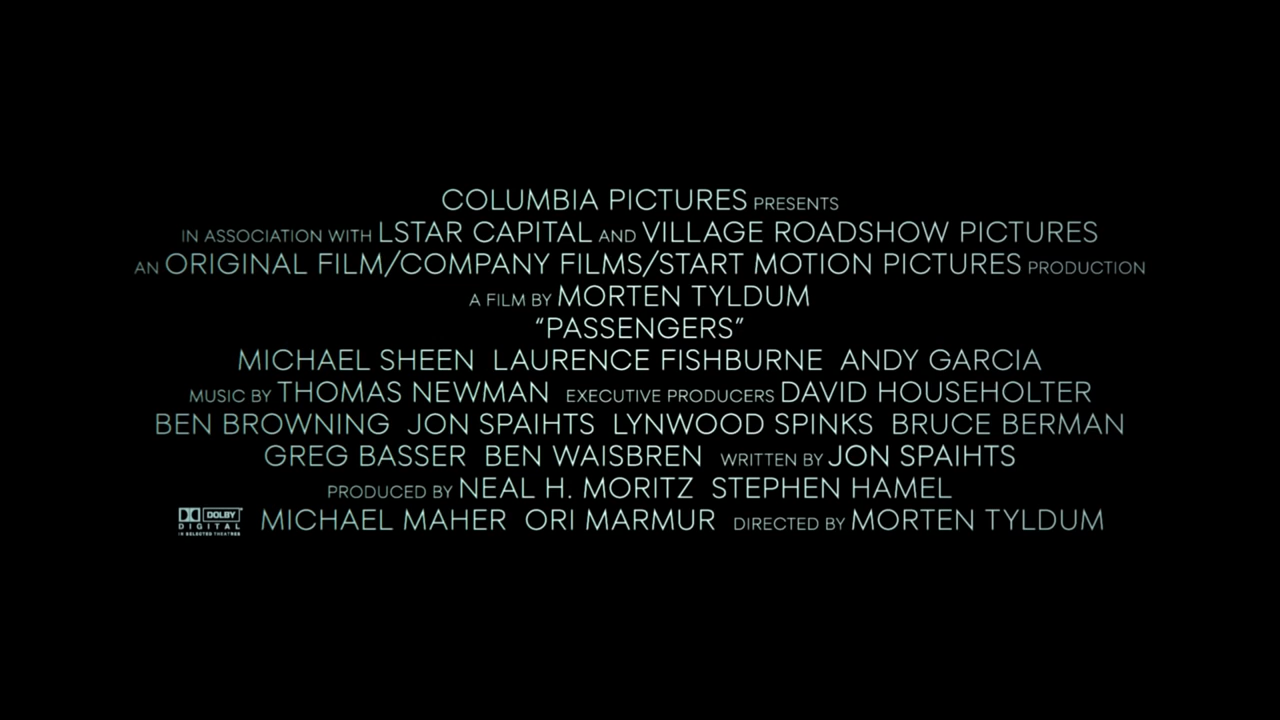 COLUMBIA PICTURES PRESENTS
IN ASSOCIATION WITH LSTAR CAPITAL AND VILLAGE ROADSHOW PICTURES
AN ORIGINAL FILM/COMPANY FILMS/START MOTION PICTURES PRODUCTION
A FILM BY MORTEN TYLDUM
“PASSENGERS”
MICHAEL SHEEN LAURENCE FISHBURNE ANDY GARCIA
MUSIC BY THOMAS NEWMAN EXECUTIVE PRODUCERS DAVID HOUSEHOLTER
BEN BROWNING JON SPAIHTS LYNWOOD SPINKS BRUCE BERMAN
GREG BASSER BEN WAISBREN WRITTEN BY JON SPAIHTS
PRODUCED BY NEAL H. MORITZ STEPHEN HAMEL
MICHAEL MAHER ORI MARMUR DIRECTED BY MORTEN TYLDUM
DOLBY
DIGITAL
IN SELECTED THEATRES